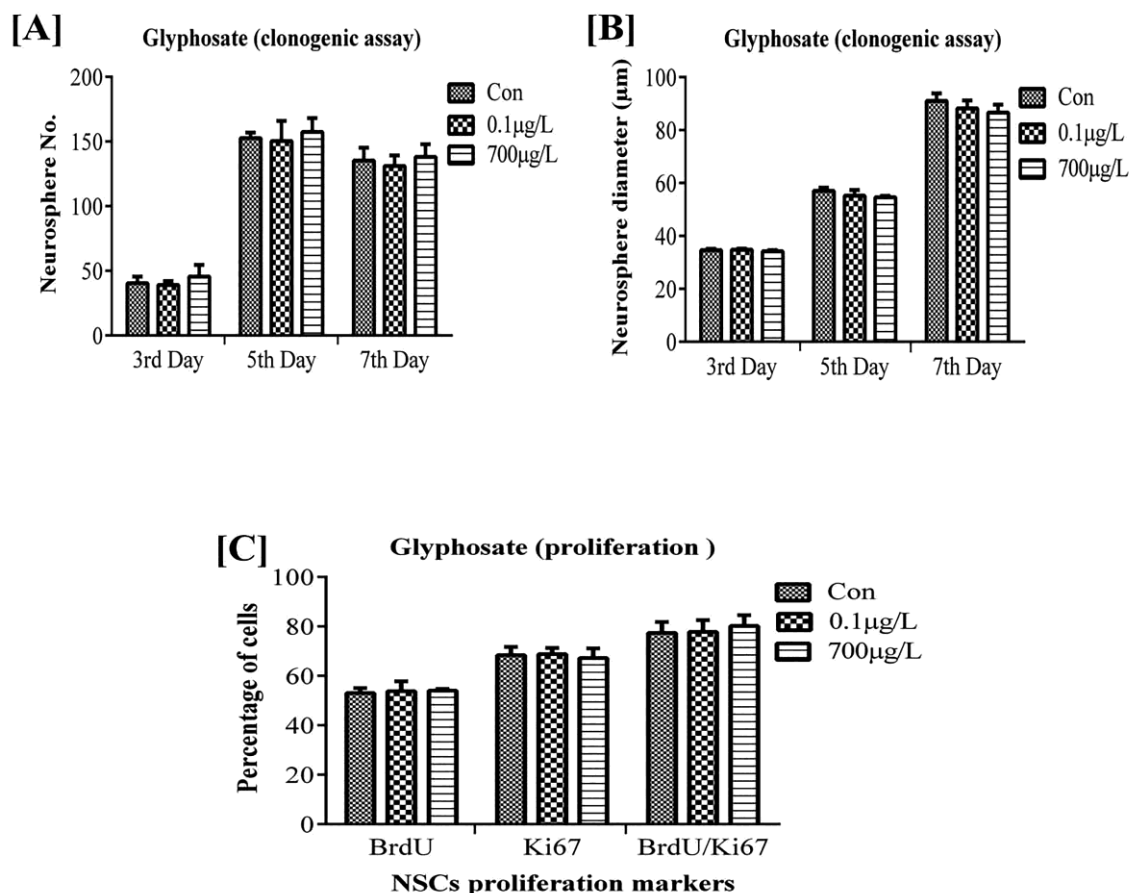 [A]
Glyphosate (clonogenic assay)
Neurosphere No.
200
150
100
50
0
3rd Day
5th Day
7th Day
Con
0.1μg/L
700μg/L
[B]
Glyphosate (clonogenic assay)
Neurosphere diameter (μm)
100
80
60
40
20
0
3rd Day
5th Day
7th Day
Con
0.1μg/L
700μg/L
[C]
Glyphosate (proliferation )
Percentage of cells
100
80
60
40
20
0
BrdU
Ki67
BrdU/Ki67
NSCs proliferation markers
Con
0.1μg/L
700μg/L